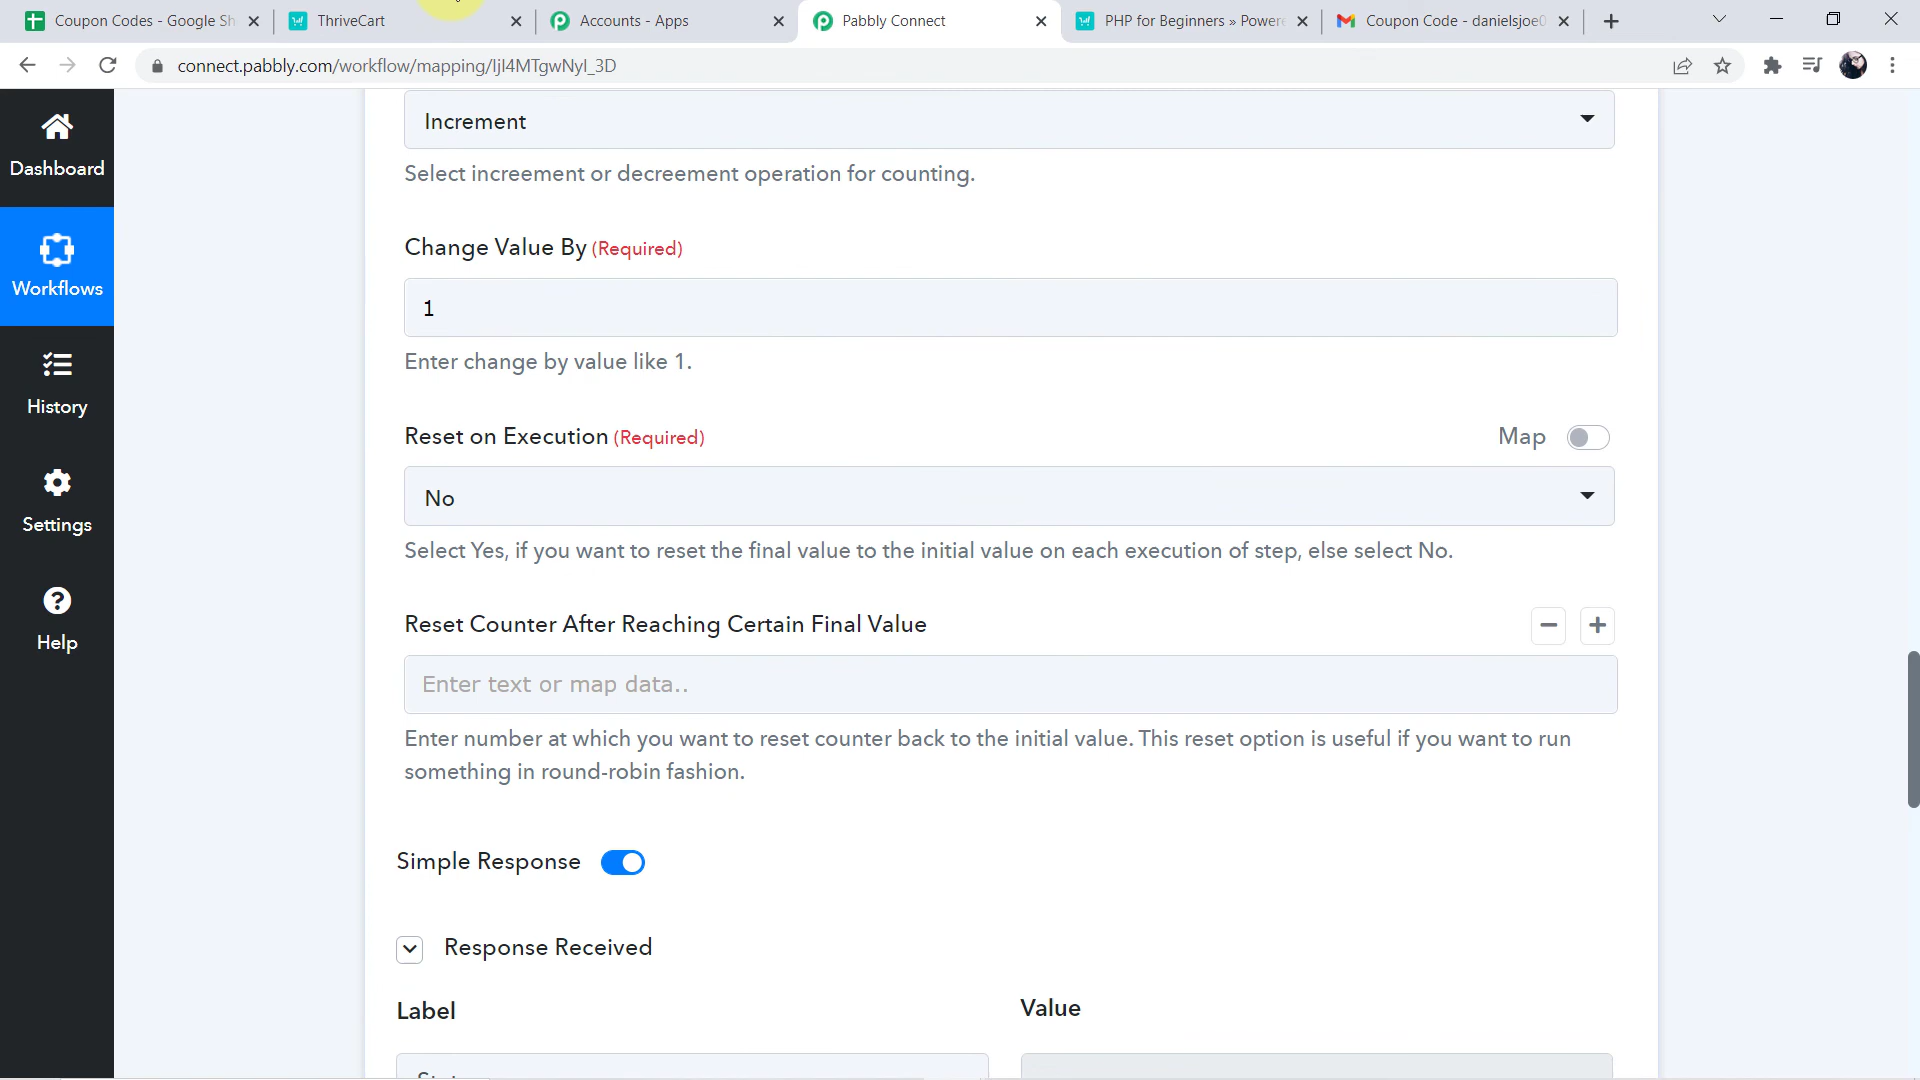 Coupon Codes - Google Sh
ThriveCart
Accounts - Apps
Pabbly Connect
PHP for Beginners » Powere
Coupon Code - danielsjoe0
connect.pabbly.com/workflow/mapping/IjI4MTgwNyI_3D
Dashboard
Workflows
History
Settings
Help
Increment
Select increement or decreement operation for counting.
Change Value By (Required)
1
Enter change by value like 1.
Reset on Execution (Required)
Map
No
Select Yes, if you want to reset the final value to the initial value on each execution of step, else select No.
Reset Counter After Reaching Certain Final Value
Enter text or map data..
Enter number at which you want to reset counter back to the initial value. This reset option is useful if you want to run
something in round-robin fashion.
Simple Response
Response Received
Label
Value